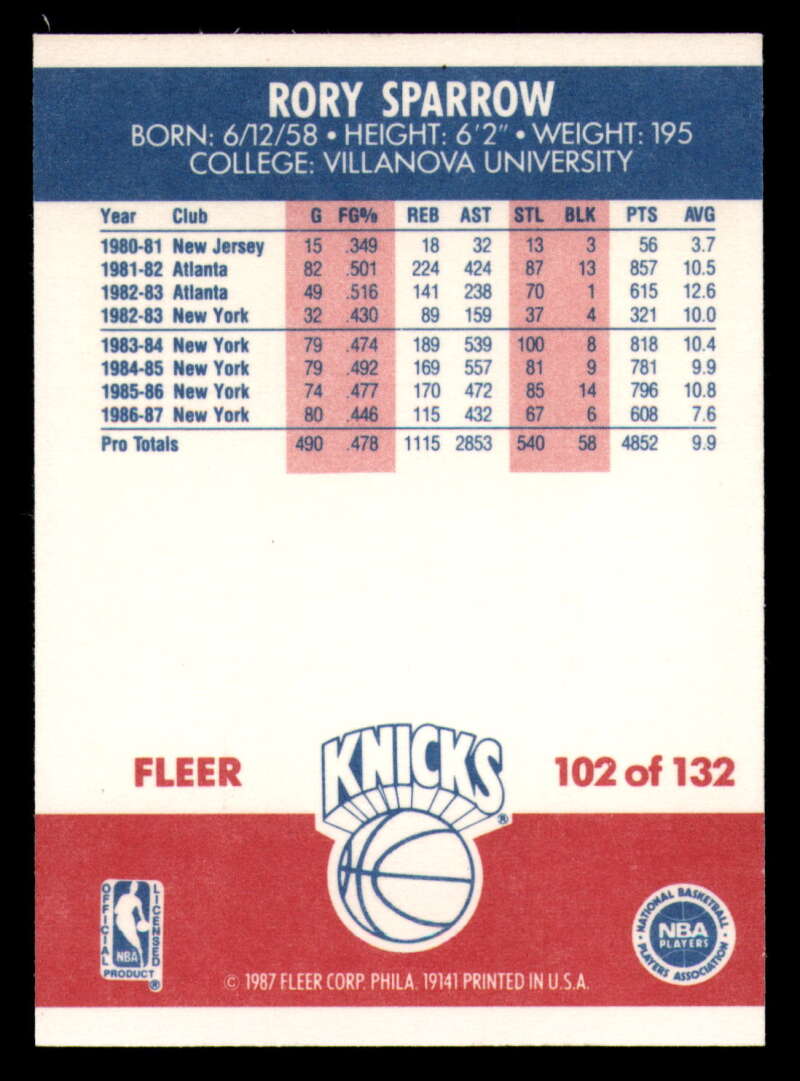 RORY SPARROW
BORN: 6/12/58 • HEIGHT: 6'2" • WEIGHT: 195
COLLEGE: VILLANOVA UNIVERSITY
Year Club G FG% REB AST STL BLK PTS AVG
1980-81 New Jersey 15 .349 18 32 13 3 56 3.7
1981-82 Atlanta 82 .501 224 424 87 13 857 10.5
1982-83 Atlanta 49 .516 141 238 70 1 615 12.6
1982-83 New York 32 .430 89 159 37 4 321 10.0
1983-84 New York 79 .474 189 539 100 8 818 10.4
1984-85 New York 79 .492 169 557 81 9 781 9.9
1985-86 New York 74 .477 170 472 85 14 796 10.8
1986-87 New York 80 .446 115 432 67 6 608 7.6
Pro Totals 490 .478 1115 2853 540 58 4852 9.9
FLEER
KNICKS
®
102 of 132
OFFICIAL
LICENSED
NBA
PRODUCT
®
NATIONAL BASKETBALL
NBA
PLAYERS
PLAYERS ASSOCIATION
© 1987 FLEER CORP. PHILA. 19141 PRINTED IN U.S.A.